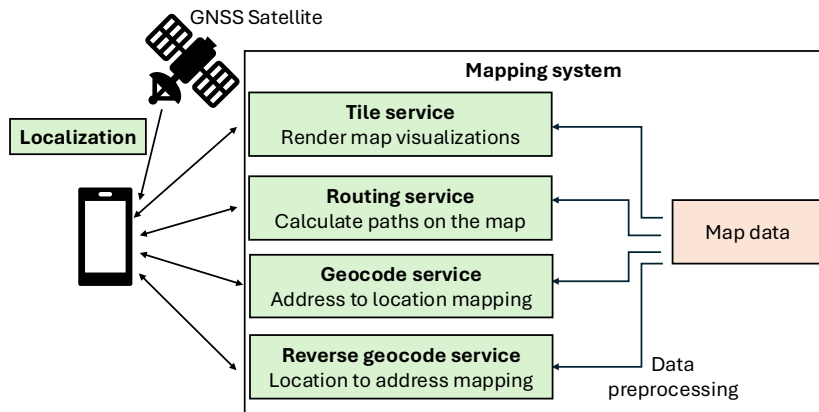 GNSS Satellite
Mapping system
Localization
Tile service
Render map visualizations
Routing service
Calculate paths on the map
Map data
Geocode service
Address to location mapping
Reverse geocode service
Location to address mapping
Data
preprocessing